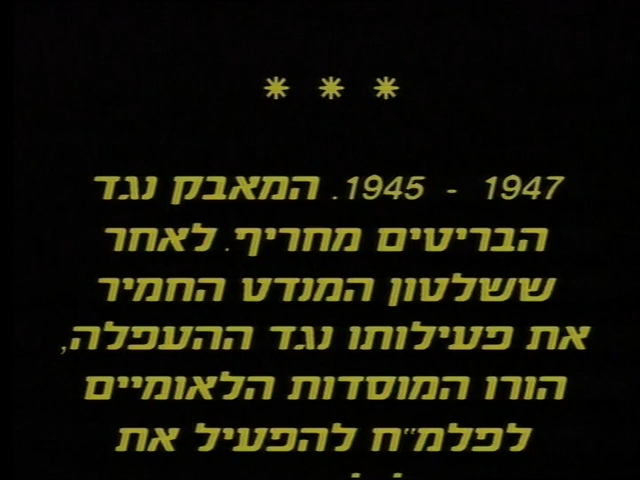 * * *
1947 - 1945. המאבק נגד
הבריטים מחריף. לאחר
ששלטון המנדט החמיר
את פעילותו נגד ההעפלה,
הורו המוסדות הלאומיים
לפלמ"ח להפעיל את